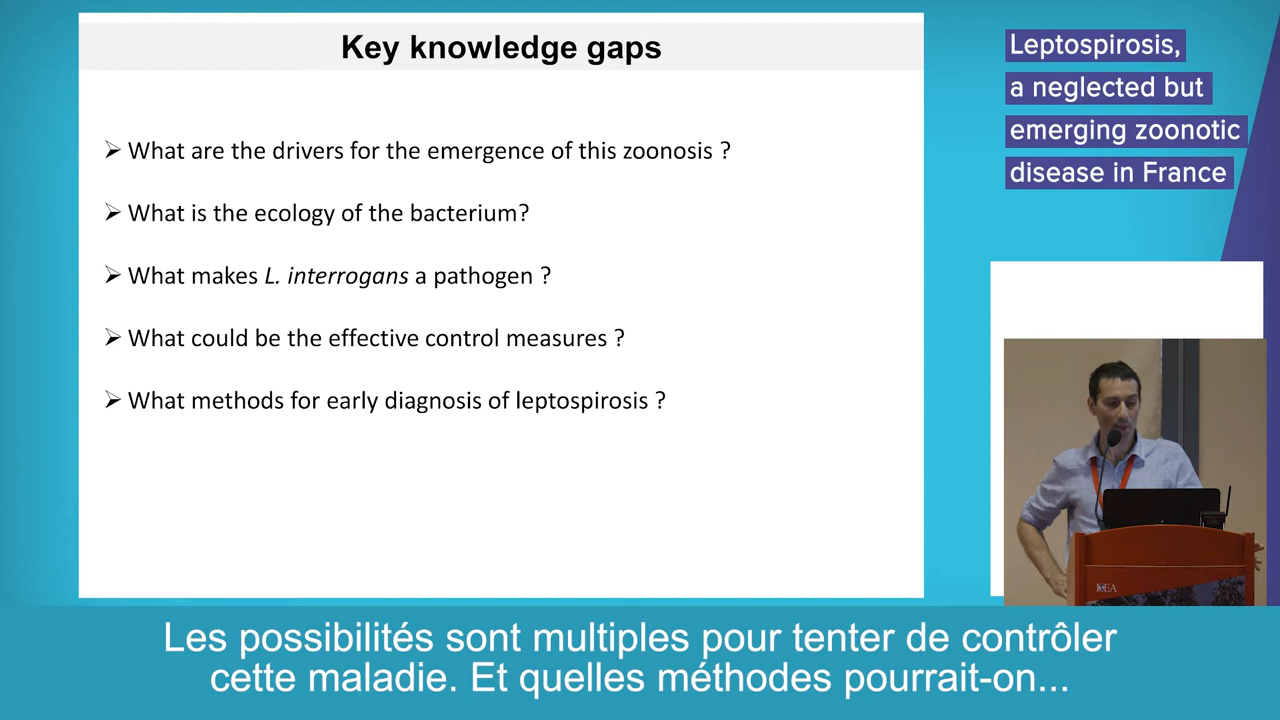 Key knowledge gaps
What are the drivers for the emergence of this zoonosis ?
What is the ecology of the bacterium?
What makes L. interrogans a pathogen ?
What could be the effective control measures ?
What methods for early diagnosis of leptospirosis ?
Leptospirosis,
a neglected but
emerging zoonotic
disease in France
Les possibilités sont multiples pour tenter de contrôler
cette maladie. Et quelles méthodes pourrait-on...